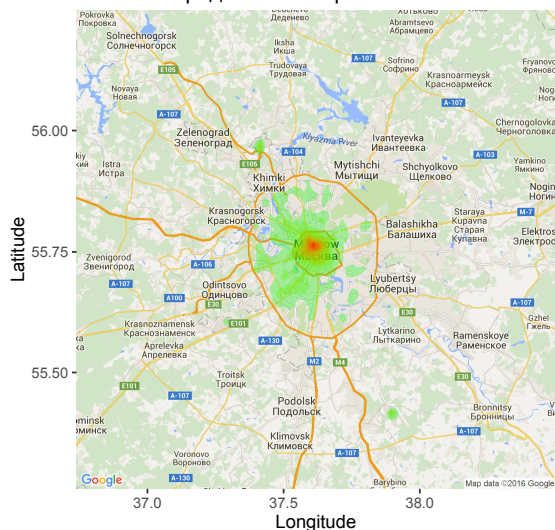 Pokrovka
Покровка
Solnechnogorsk
Солнечногорск
E105
Iksha
Икша
Деденево
Абрамцево
Abramtsevo
Trudovaya
Трудовая
A-107
Sofrino
Софрино
Fryanovo
Фряново
Krasnoarmeysk
Красноармейск
Novaya
Новая
A-107
Chernogolovka
Черноголовка
56.00
Zelenograd
Зеленоград
Klyazma River
A-104
Ivanteyevka
Ивантеевка
A-103
Istra
Истра
E105
Khimki
Химки
Mytishchi
Мытищи
Shchyolkovo
Щелково
Yamkino
Ямкино
Krasnogorsk
Красногорск
Staraya
Kupavna
Старая
Купавна
M-7
Balashikha
Балашиха
55.75
Moscow
Москва
Zvenigorod
Звенигород
A-106
A-107
Lyubertsy
Люберцы
A100
Odintsovo
Одинцово
E30
E30
Gzhel
Гжель
Krasnoznamensk
Краснознаменск
E101
Lytkarino
Лыткарино
Ramenskoye
Раменское
Aprelevka
Апрелевка
A-130
M2
M4
55.50
Troitsk
Троицк
E30
E101
A-107
Podolsk
Подольск
Bronnitsy
Бронницы
A-107
Klimovsk
Климовск
A-107
Voronovo
Вороново
A-130
Barybino
Google
Map data ©2016 Google
37.0
37.5
38.0
Longitude
Latitude